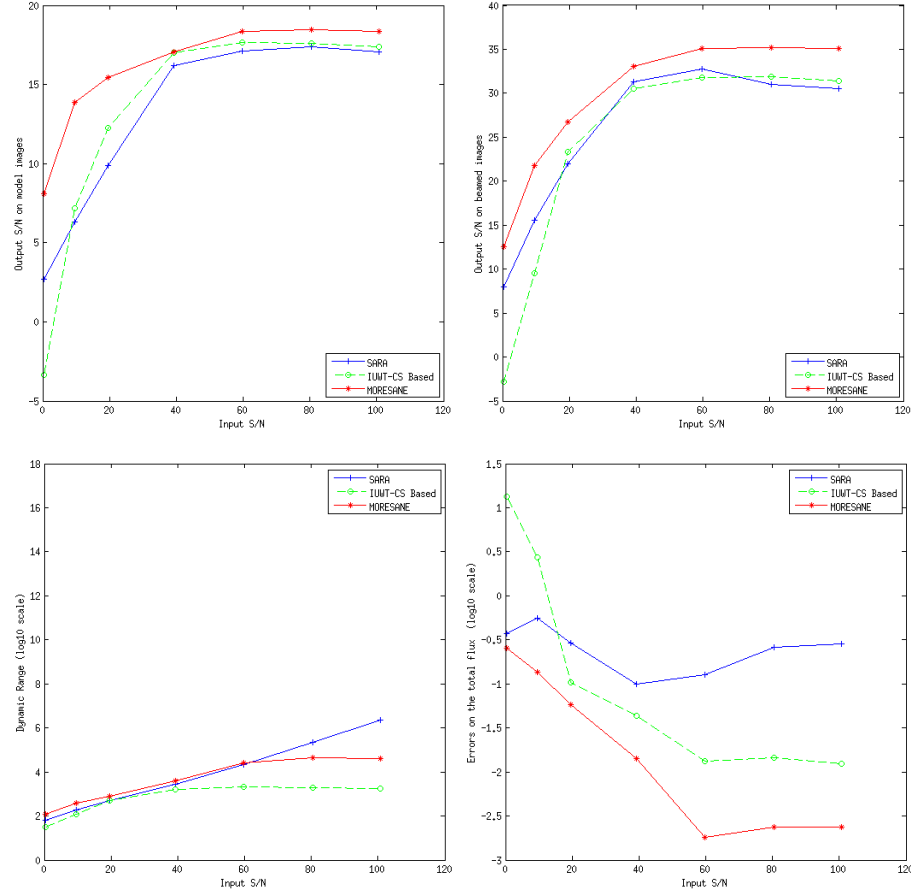 20
15
10
5
0
-5
Output S/N on model images
0 20 40 60 80 100 120
Input S/N
SARA
IUWT-CS Based
MORESANE
40
35
30
25
20
15
10
5
0
-5
Output S/N on beamed images
0 20 40 60 80 100 120
Input S/N
SARA
IUWT-CS Based
MORESANE
18
16
14
12
10
8
6
4
2
0
Dynamic Range (log10 scale)
0 20 40 60 80 100 120
Input S/N
SARA
IUWT-CS Based
MORESANE
1.5
1
0.5
0
-0.5
-1
-1.5
-2
-2.5
-3
Errors on the total flux (log10 scale)
0 20 40 60 80 100 120
Input S/N
SARA
IUWT-CS Based
MORESANE